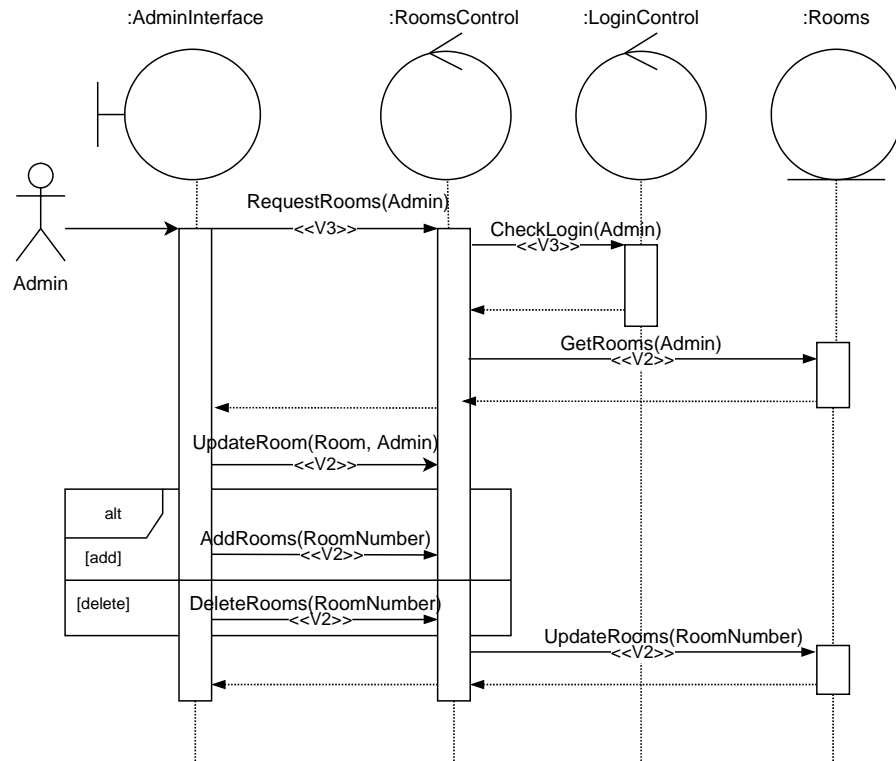 :AdminInterface
:RoomsControl
:LoginControl
:Rooms
Admin
RequestRooms(Admin)
<<V3>>
CheckLogin(Admin)
<<V3>>
GetRooms(Admin)
<<V2>>
UpdateRoom(Room, Admin)
<<V2>>
alt
[add]
AddRooms(RoomNumber)
<<V2>>
[delete]
DeleteRooms(RoomNumber)
<<V2>>
UpdateRooms(RoomNumber)
<<V2>>